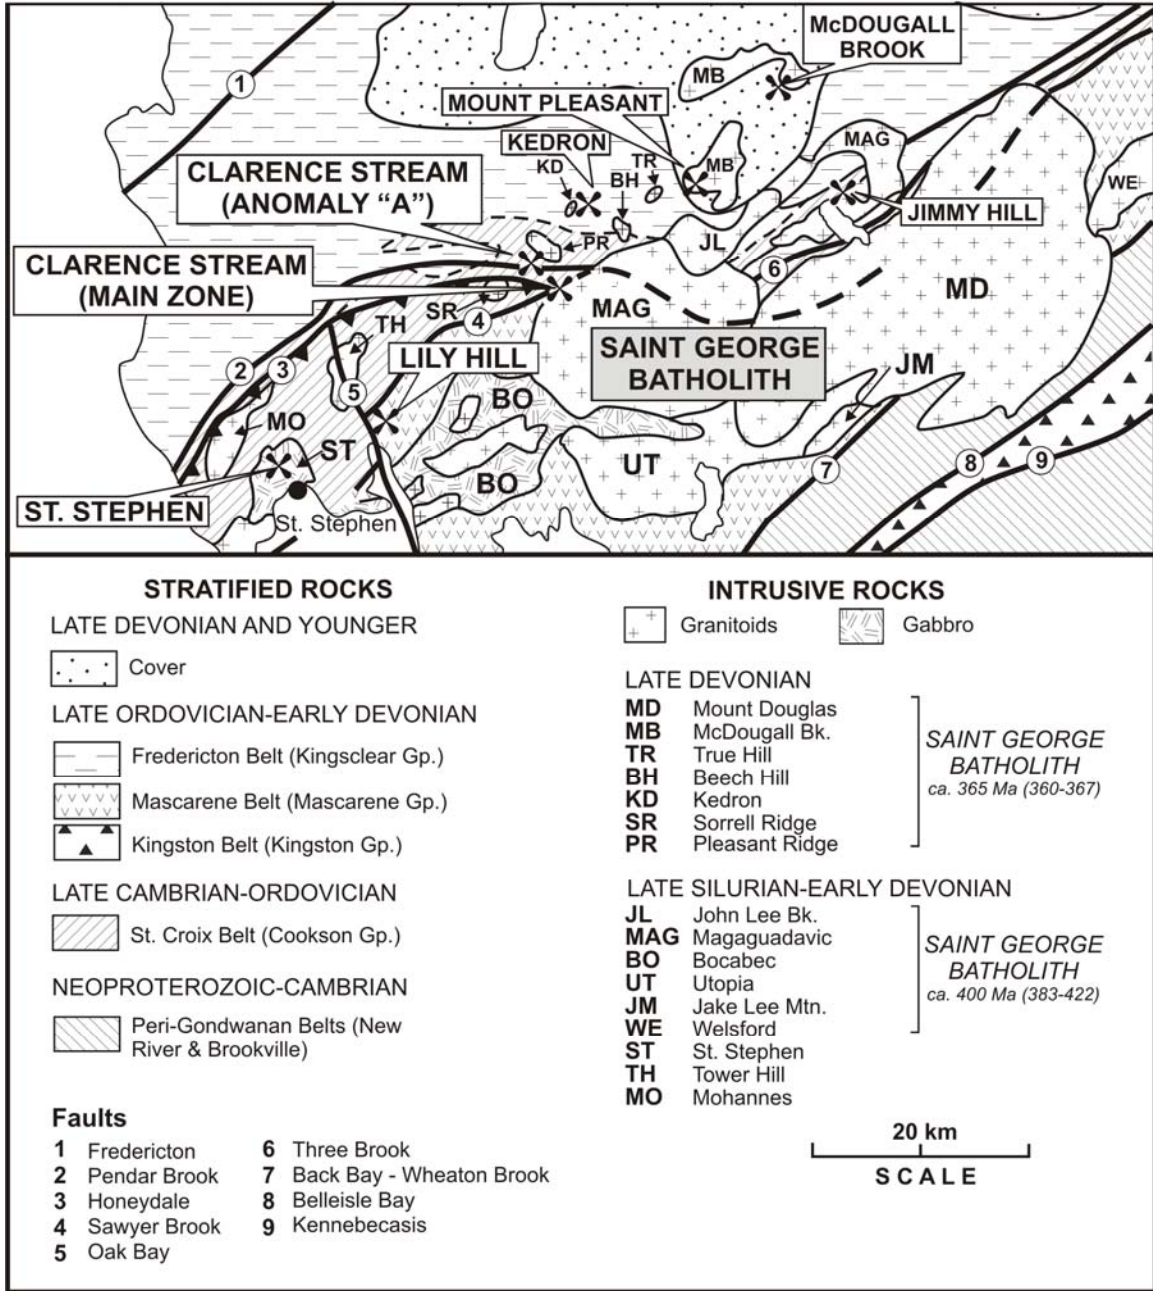 McDOUGALL
BROOK
1
MB
MOUNT PLEASANT
KEDRON
MAG
CLARENCE STREAM
(ANOMALY “A”)
KD
TR
BH
MB
WE
JIMMY HILL
PR
JL
CLARENCE STREAM
(MAIN ZONE)
6
MD
SR
MAG
TH
4
SAINT GEORGE
BATHOLITH
2
3
LILY HILL
JM
5
BO
MO
ST
UT
7
8
9
BO
ST. STEPHEN
St. Stephen
STRATIFIED ROCKS
LATE DEVONIAN AND YOUNGER
Cover
LATE ORDOVICIAN-EARLY DEVONIAN
Fredericton Belt (Kingsclear Gp.)
Mascarene Belt (Mascarene Gp.)
Kingston Belt (Kingston Gp.)
LATE CAMBRIAN-ORDOVICIAN
St. Croix Belt (Cookson Gp.)
NEOPROTEROZOIC-CAMBRIAN
Peri-Gondwanan Belts (New
River & Brookville)
Faults
1 Fredericton
2 Pendar Brook
3 Honeydale
4 Sawyer Brook
5 Oak Bay
6 Three Brook
7 Back Bay - Wheaton Brook
8 Belleisle Bay
9 Kennebecasis
INTRUSIVE ROCKS
Granitoids
Gabbro
LATE DEVONIAN
MD Mount Douglas
MB McDougall Bk.
TR True Hill
BH Beech Hill
KD Kedron
SR Sorrell Ridge
PR Pleasant Ridge
SAINT GEORGE
BATHOLITH
ca. 365 Ma (360-367)
LATE SILURIAN-EARLY DEVONIAN
JL John Lee Bk.
MAG Magaguadavic
BO Bocabec
UT Utopia
JM Jake Lee Mtn.
WE Welsford
ST St. Stephen
TH Tower Hill
MO Mohannes
SAINT GEORGE
BATHOLITH
ca. 400 Ma (383-422)
20 km
SCALE